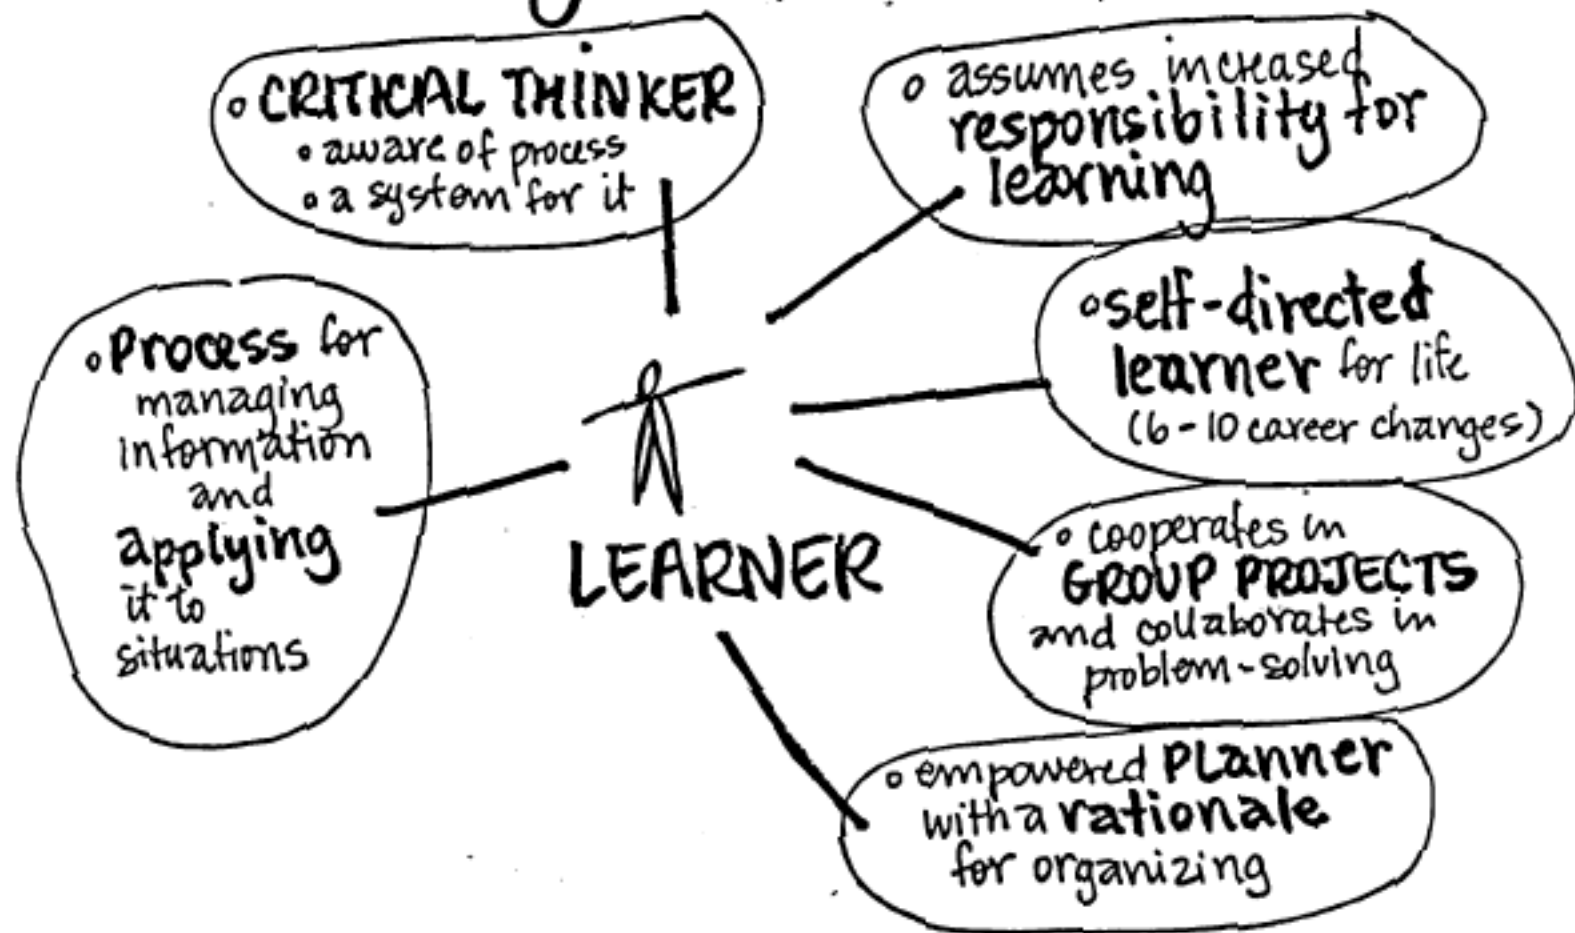 • CRITICAL THINKER
• aware of process
• a system for it
• assumes increased
responsibility for
learning
• self-directed
learner for life
(6-10 career changes)
• Process for
managing
information
and
applying
it to
situations
LEARNER
• cooperates in
GROUP PROJECTS
and collaborates in
problem-solving
• empowered PLanner
with a rationale
for organizing